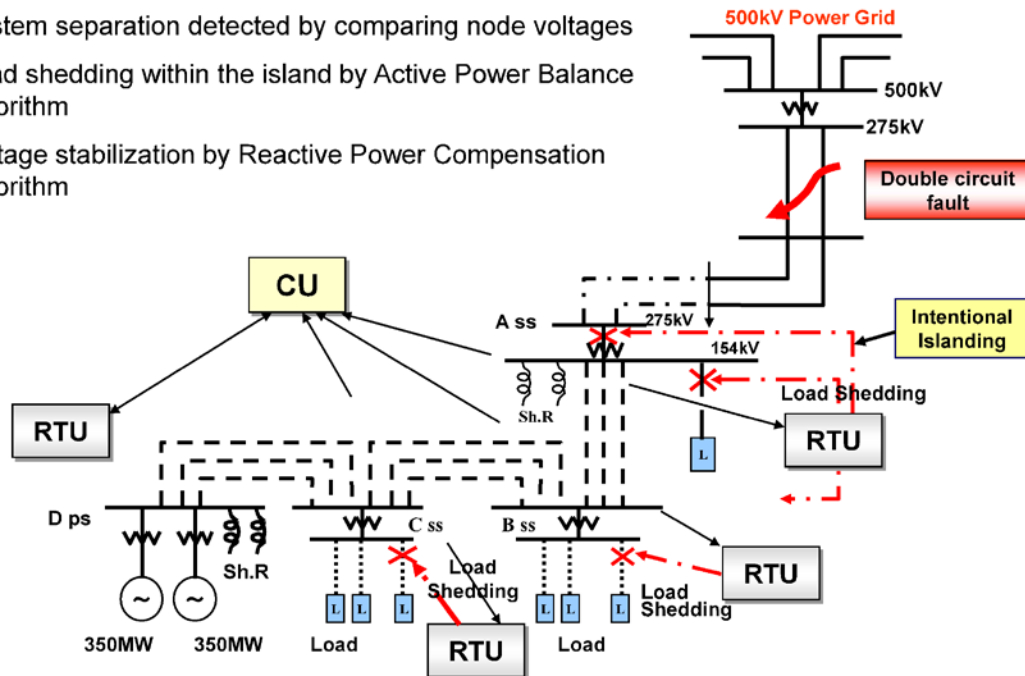 stem separation detected by comparing node voltages
ad shedding within the island by Active Power Balance
orithm
tage stabilization by Reactive Power Compensation
orithm
500kV Power Grid
500kV
275kV
Double circuit
fault
CU
A ss
275kV
154kV
Intentional
Islanding
Sh.R
Load Shedding
RTU
RTU
L
D ps
C ss
B ss
Sh.R
Load
Shedding
RTU
Load
Shedding
~
~
L
L
L
L
L
L
350MW
350MW
Load
RTU
Load